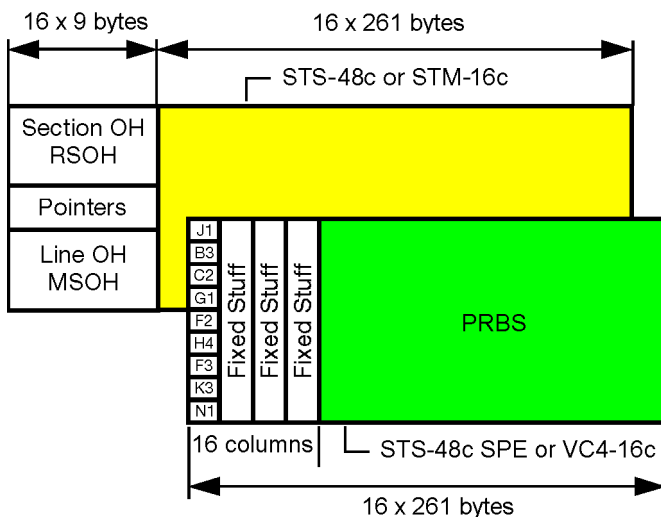 16 x 9 bytes
16 x 261 bytes
STS-48c or STM-16c
Section OH
RSOH
Pointers
Line OH
MSOH
J1
B3
C2
G1
F2
H4
F3
K3
N1
Fixed Stuff
Fixed Stuff
Fixed Stuff
PRBS
16 columns
STS-48c SPE or VC4-16c
16 x 261 bytes